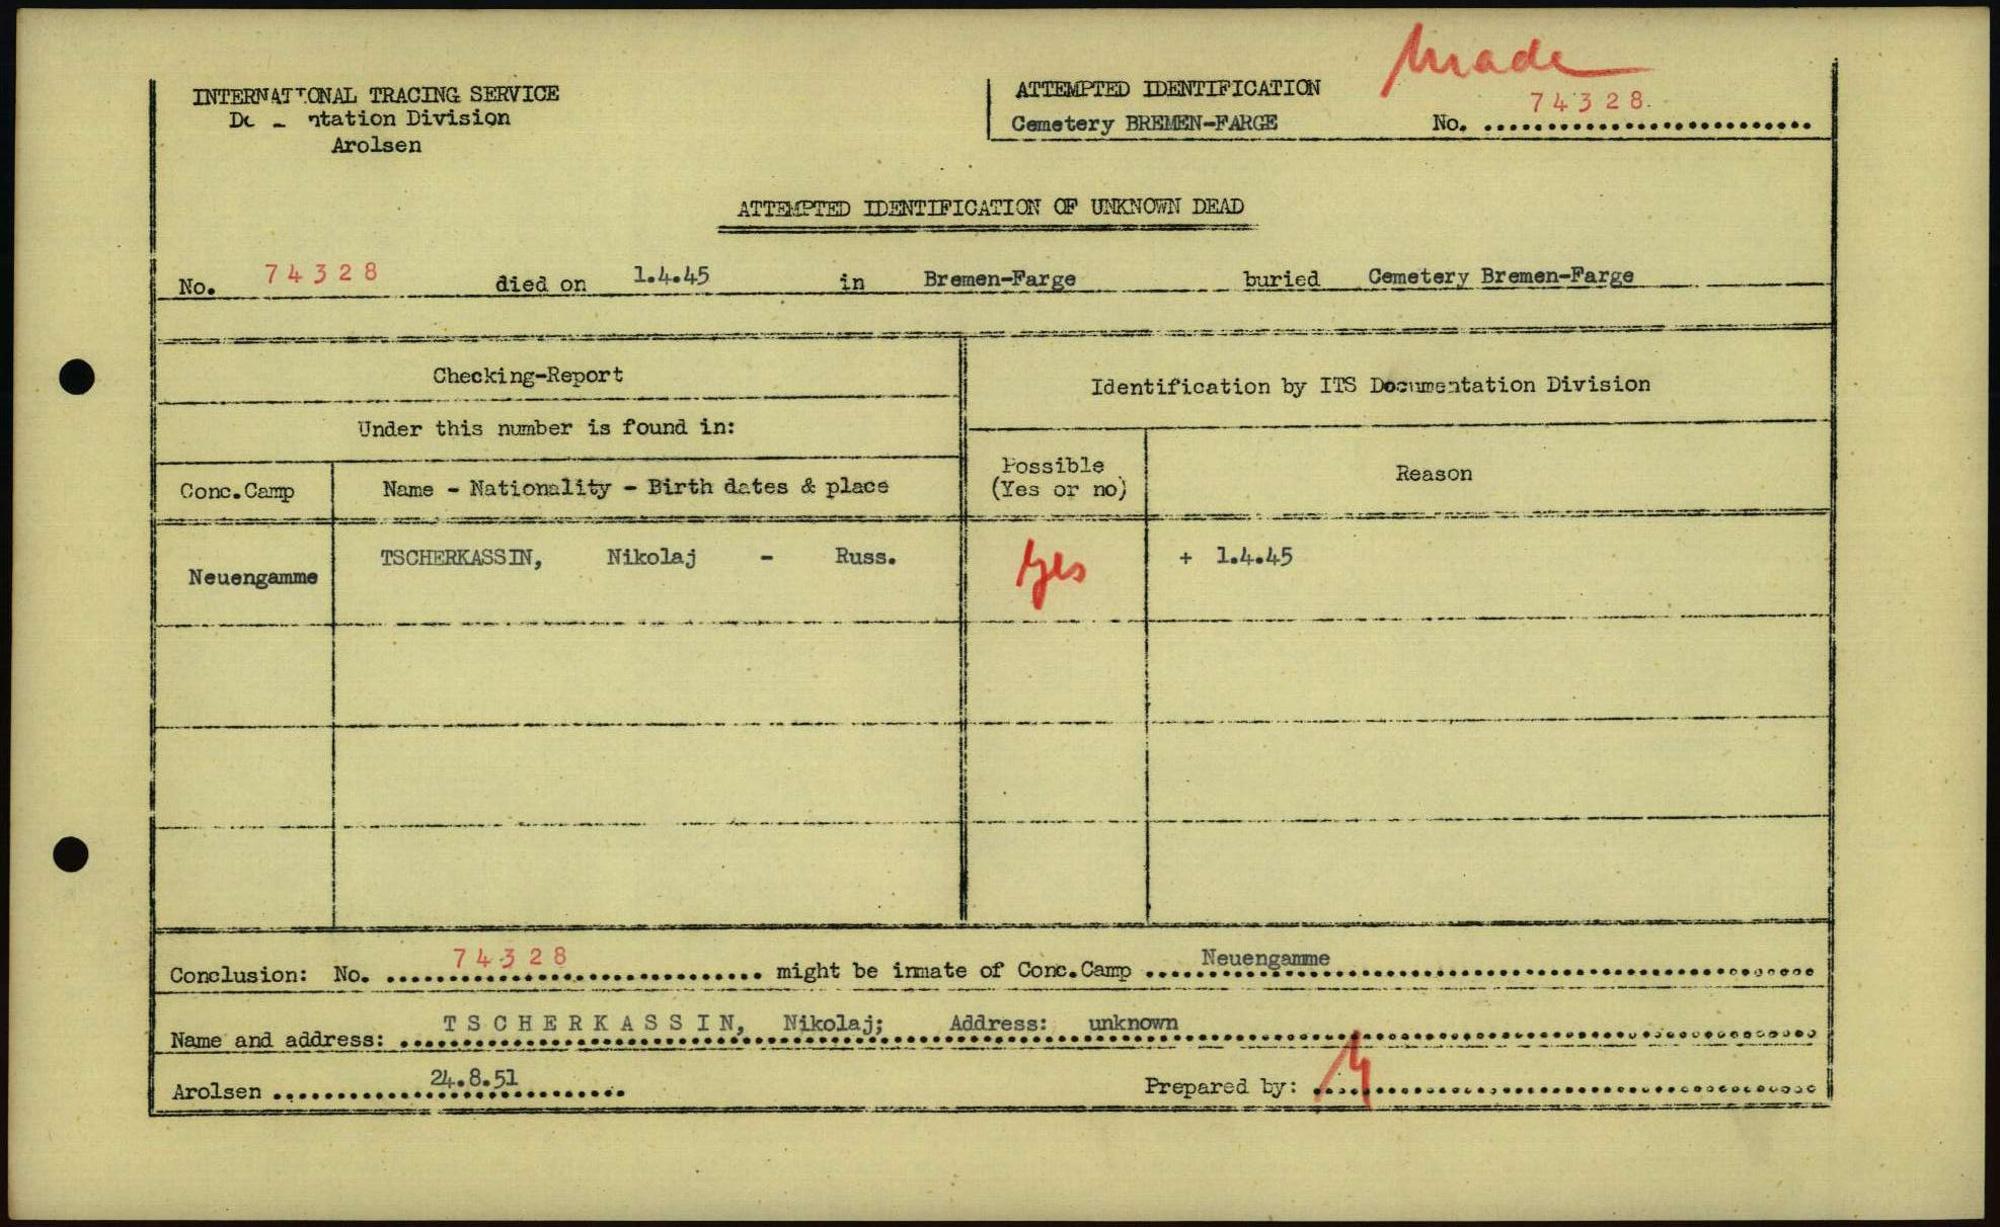 INTERNATIONAL TRACING SERVICE
Documentation Division
Arolsen
Made
ATTEMPTED IDENTIFICATION
Cemetery BREMEN-FARGE
No. 74328
ATTEMPTED IDENTIFICATION OF UNKNOWN DEAD
No. 74328 died on 1.4.45 in Bremen-Farge buried Cemetery Bremen-Farge
Checking-Report
Identification by ITS Documentation Division
Under this number is found in:
Conc.Camp Name - Nationality - Birth dates & place
Possible
(Yes or no)
Reason
Neuengamme TSCHERKASSIN, Nikolaj - Russ. Yes + 1.4.45
Conclusion: No. 74328 might be inmate of Conc.Camp Neuengamme
Name and address: TSCHERKASSIN, Nikolaj; Address: unknown
Arolsen 24.8.51 Prepared by: